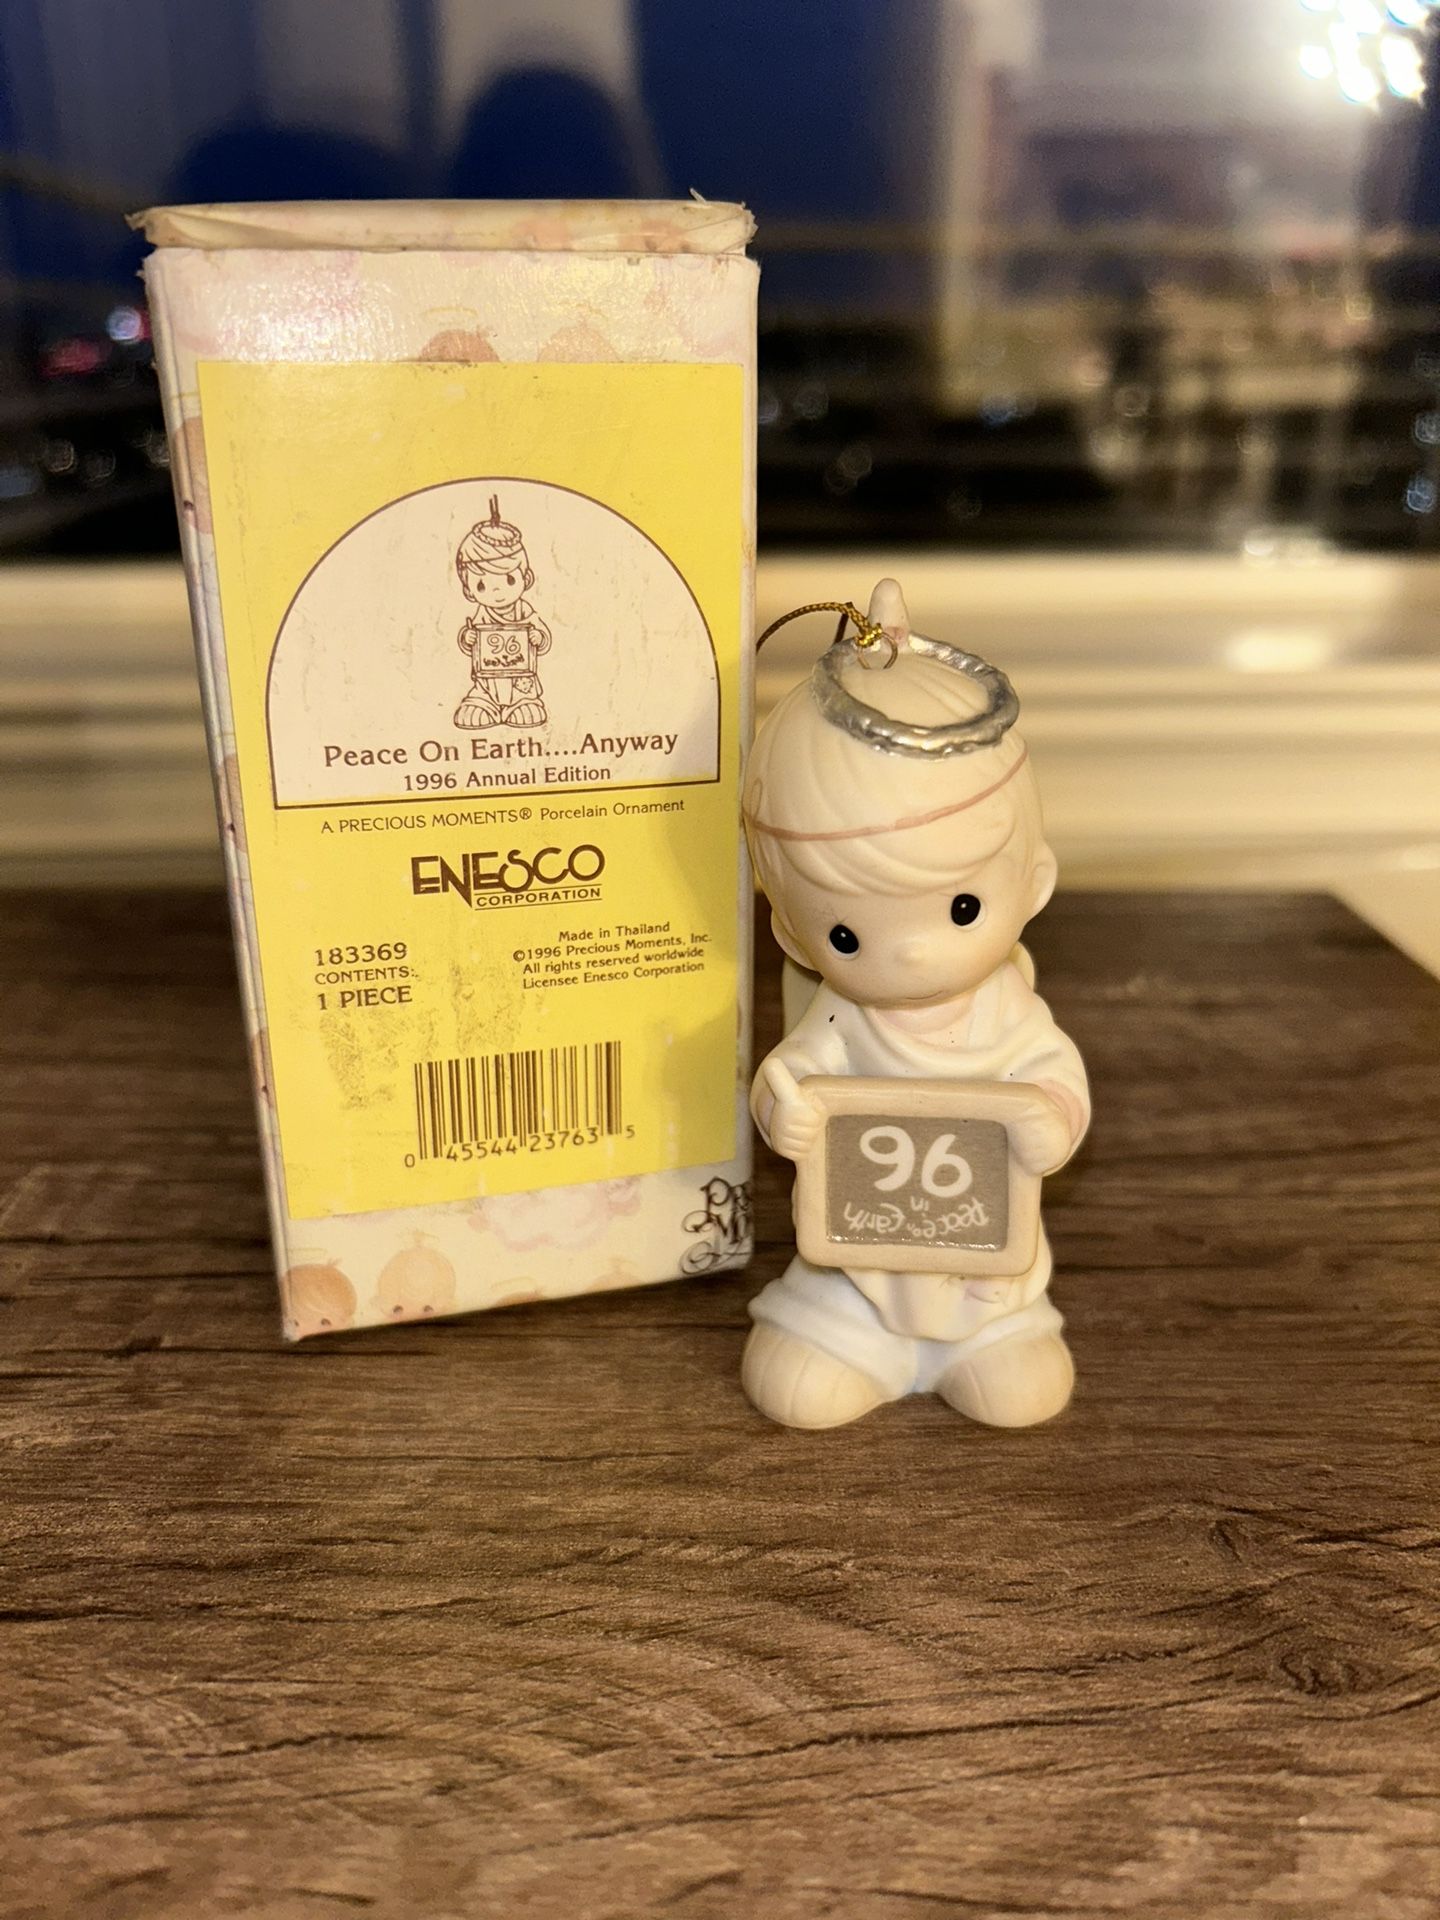 96
Peace On Earth....Anyway
1996 Annual Edition
A PRECIOUS MOMENTS® Porcelain Ornament
ENESCO
CORPORATION
183369
CONTENTS:
1 PIECE
Made in Thailand
©1996 Precious Moments, Inc.
All rights reserved worldwide
Licensee Enesco Corporation
0 45544 23763 5
96
in
Peace on Earth